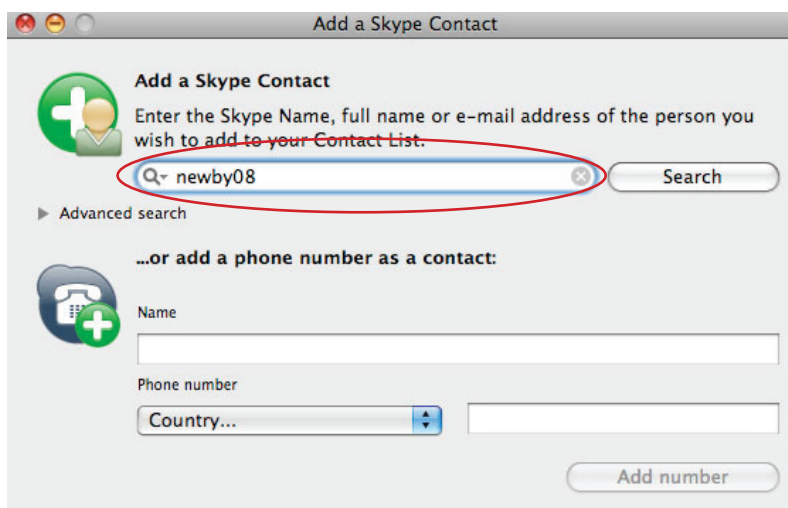 Add a Skype Contact
Add a Skype Contact
Enter the Skype Name, full name or e-mail address of the person you
wish to add to your Contact List.
newby08 Search
Advanced search
...or add a phone number as a contact:
Name
Phone number
Country...
Add number